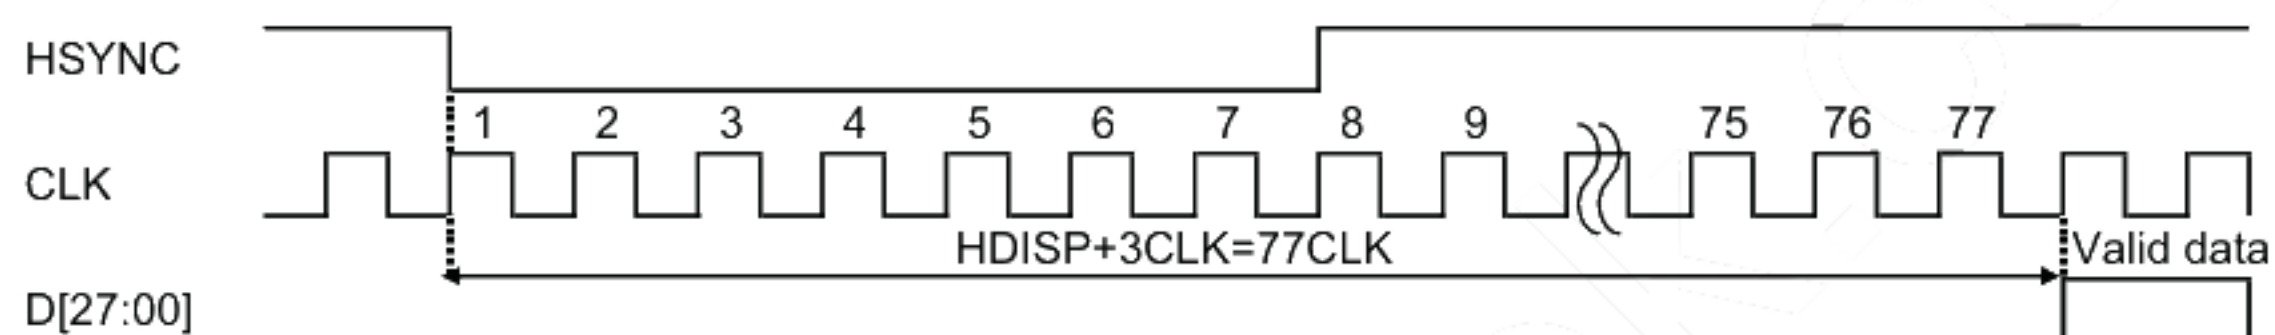 HSYNC
1 2 3 4 5 6 7 8 9 75 76 77
CLK
HDISP+3CLK=77CLK
Valid data
D[27:00]